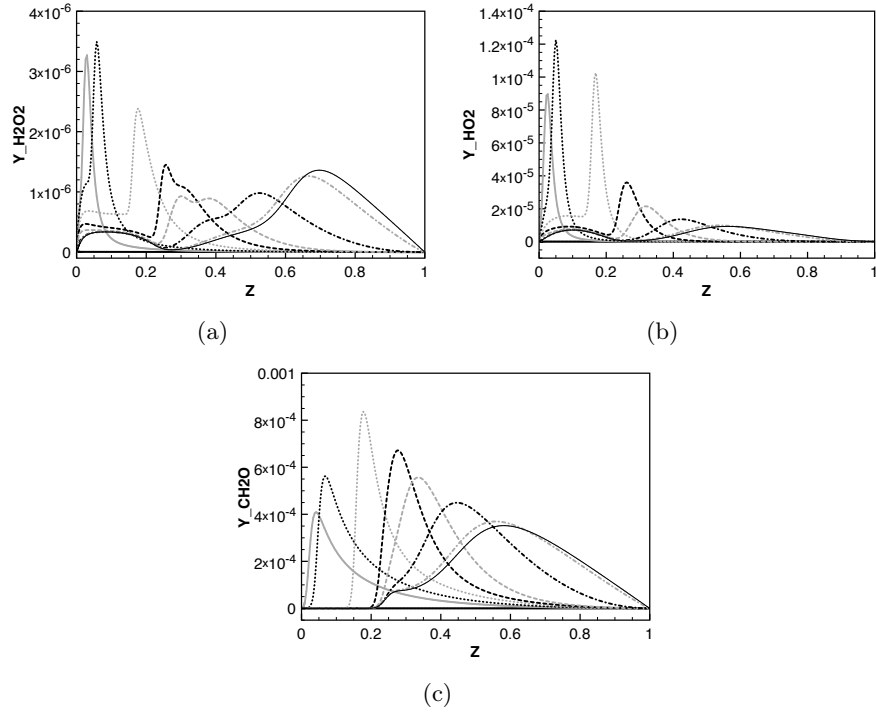 4×10⁻⁶
3×10⁻⁶
2×10⁻⁶
1×10⁻⁶
0
Y_H2O2
0 0.2 0.4 0.6 0.8 1
Z
(a)
1.4×10⁻⁴
1.2×10⁻⁴
1×10⁻⁴
8×10⁻⁵
6×10⁻⁵
4×10⁻⁵
2×10⁻⁵
0
Y_HO2
0 0.2 0.4 0.6 0.8 1
Z
(b)
0.001
8×10⁻⁴
6×10⁻⁴
4×10⁻⁴
2×10⁻⁴
0
Y_CH2O
0 0.2 0.4 0.6 0.8 1
Z
(c)